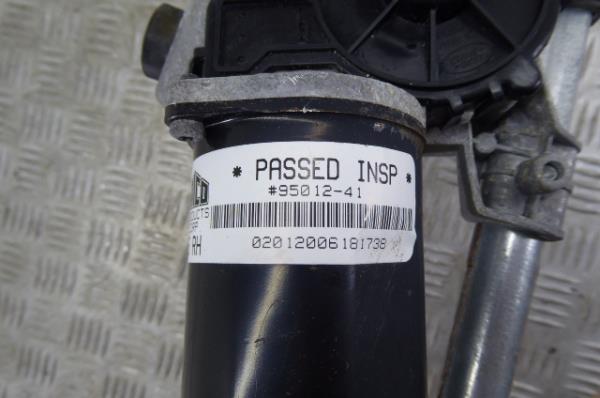 * PASSED INSP *
#95012-41
02012006181738
RH